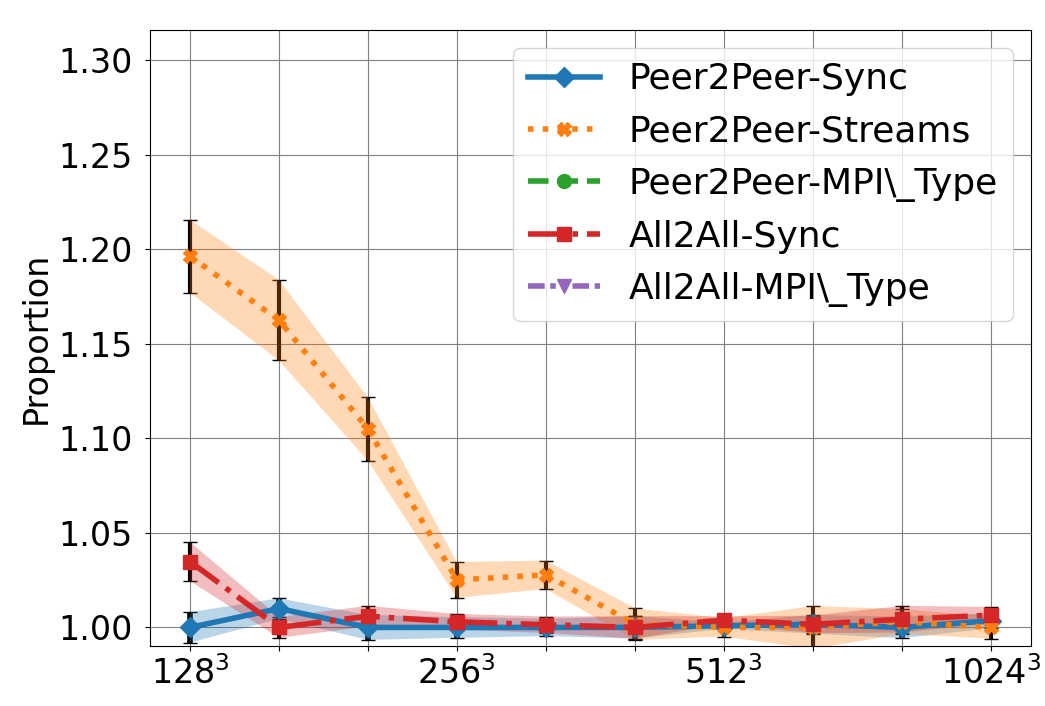 1.30
1.25
1.20
1.15
1.10
1.05
1.00
Proportion
Peer2Peer-Sync
Peer2Peer-Streams
Peer2Peer-MPI\_Type
All2All-Sync
All2All-MPI\_Type
128³ 256³ 512³ 1024³